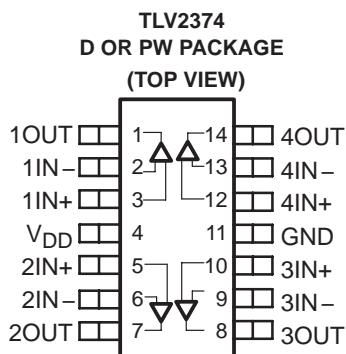 TLV2374
D OR PW PACKAGE
(TOP VIEW)
1OUT 1 14 4OUT
1IN− 2 13 4IN−
1IN+ 3 12 4IN+
VDD 4 11 GND
2IN+ 5 10 3IN+
2IN− 6 9 3IN−
2OUT 7 8 3OUT